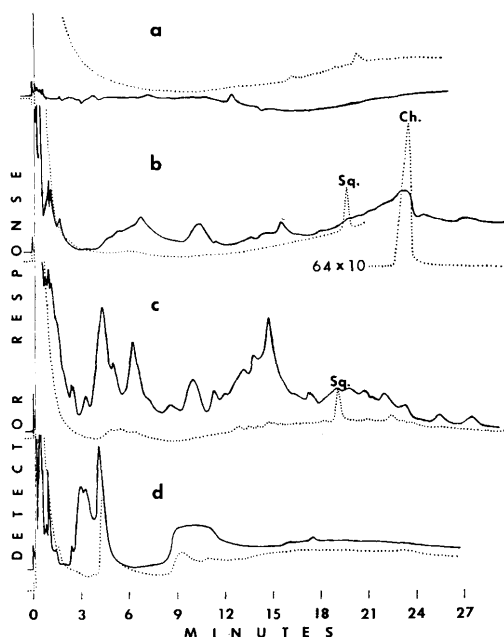 DETECTOR RESPONSE
a
b
Ch.
Sq.
64 x 10
c
Sq.
d
0 3 6 9 12 15 18 21 24 27
MINUTES